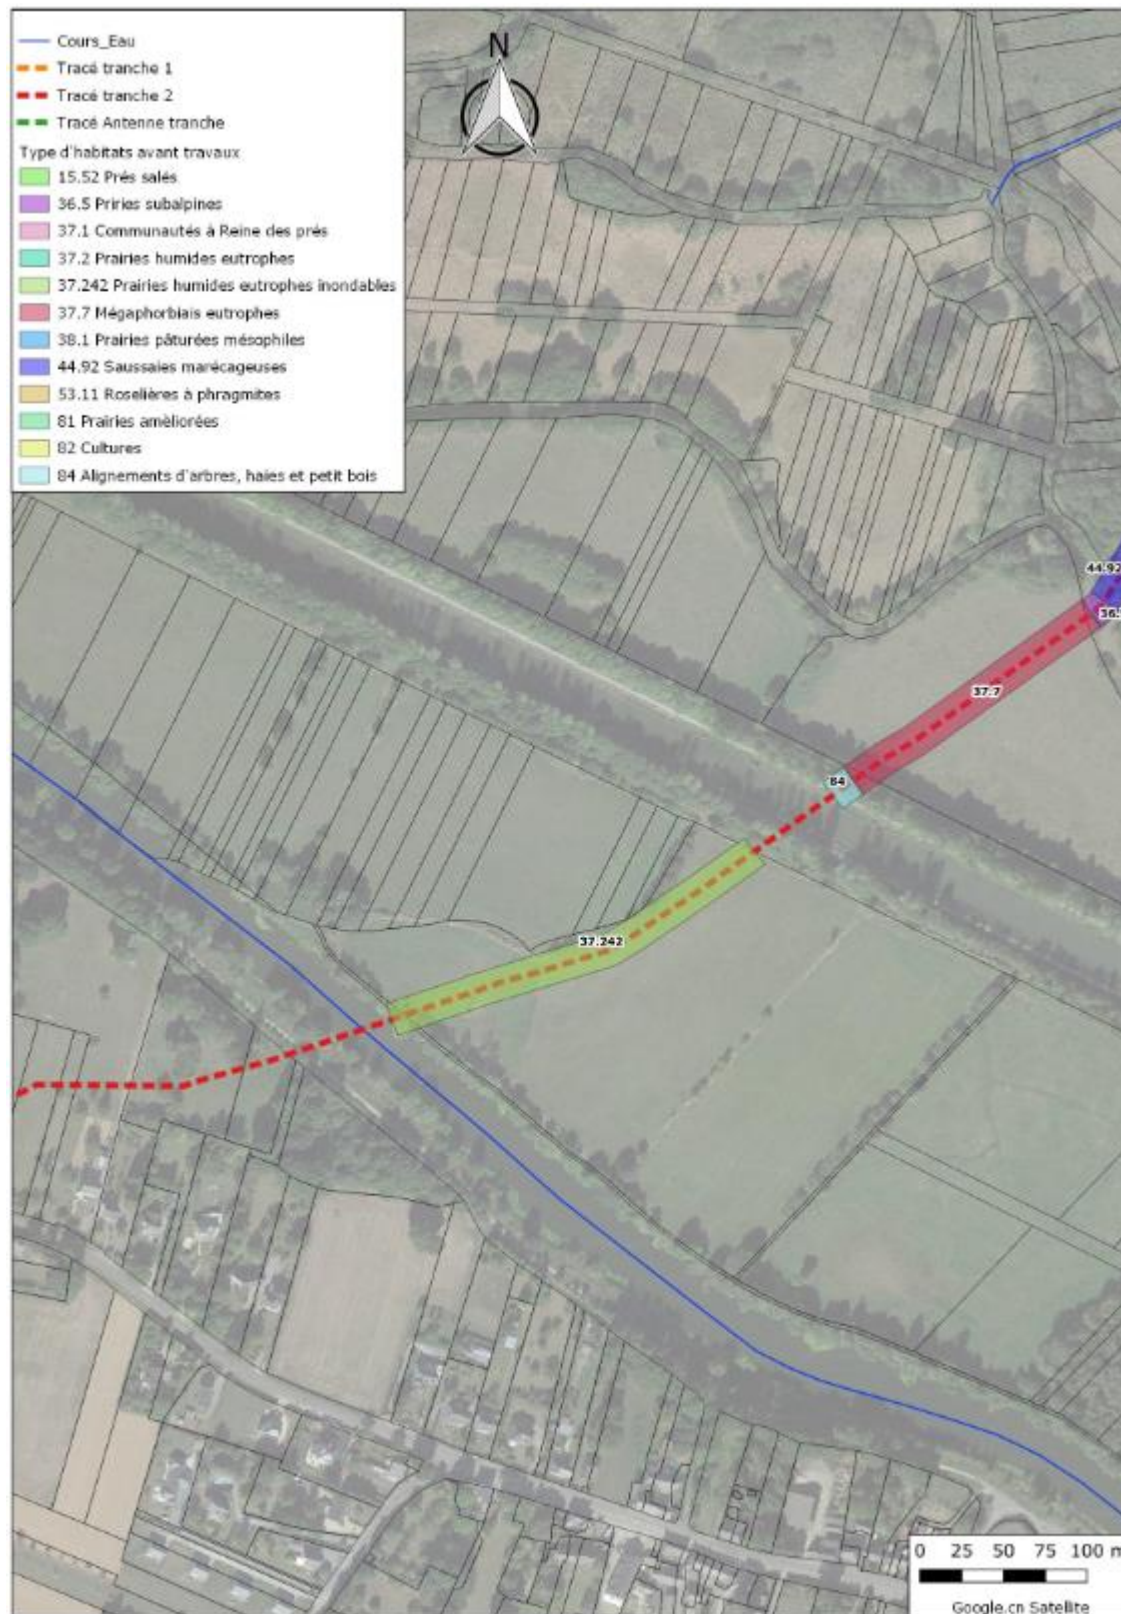 Cours_Eau
Tracé tranche 1
Tracé tranche 2
Tracé Antenne tranche
Type d'habitats avant travaux
15.52 Prés salés
36.5 Priries subalpines
37.1 Communautés à Reine des prés
37.2 Prairies humides eutrophes
37.242 Prairies humides eutrophes inondables
37.7 Mégaphorbiais eutrophes
38.1 Prairies pâturées mésophiles
44.92 Saussaies marécageuses
53.11 Roselières à phragmites
81 Prairies amèliorées
82 Cultures
84 Alignements d'arbres, haies et petit bois
N
44.92
36.
37.7
84
37.242
0 25 50 75 100 m
Google.cn Satellite